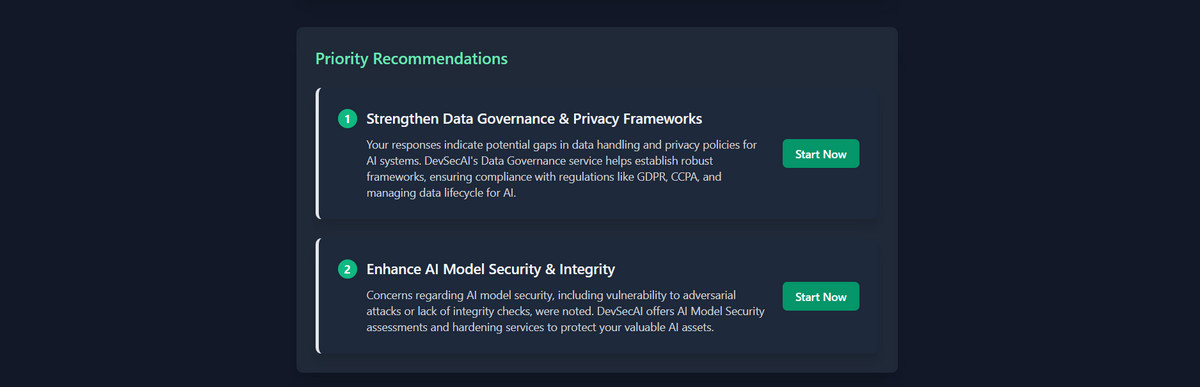 Priority Recommendations
1 Strengthen Data Governance & Privacy Frameworks
Your responses indicate potential gaps in data handling and privacy policies for
AI systems. DevSecAI's Data Governance service helps establish robust
frameworks, ensuring compliance with regulations like GDPR, CCPA, and
managing data lifecycle for AI.
Start Now
2 Enhance AI Model Security & Integrity
Concerns regarding AI model security, including vulnerability to adversarial
attacks or lack of integrity checks, were noted. DevSecAI offers AI Model Security
assessments and hardening services to protect your valuable AI assets.
Start Now